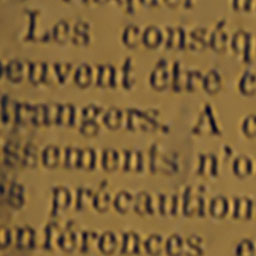 Les conséq
peuvent être
trangers. A
ssements n'o
s précaution
onférences